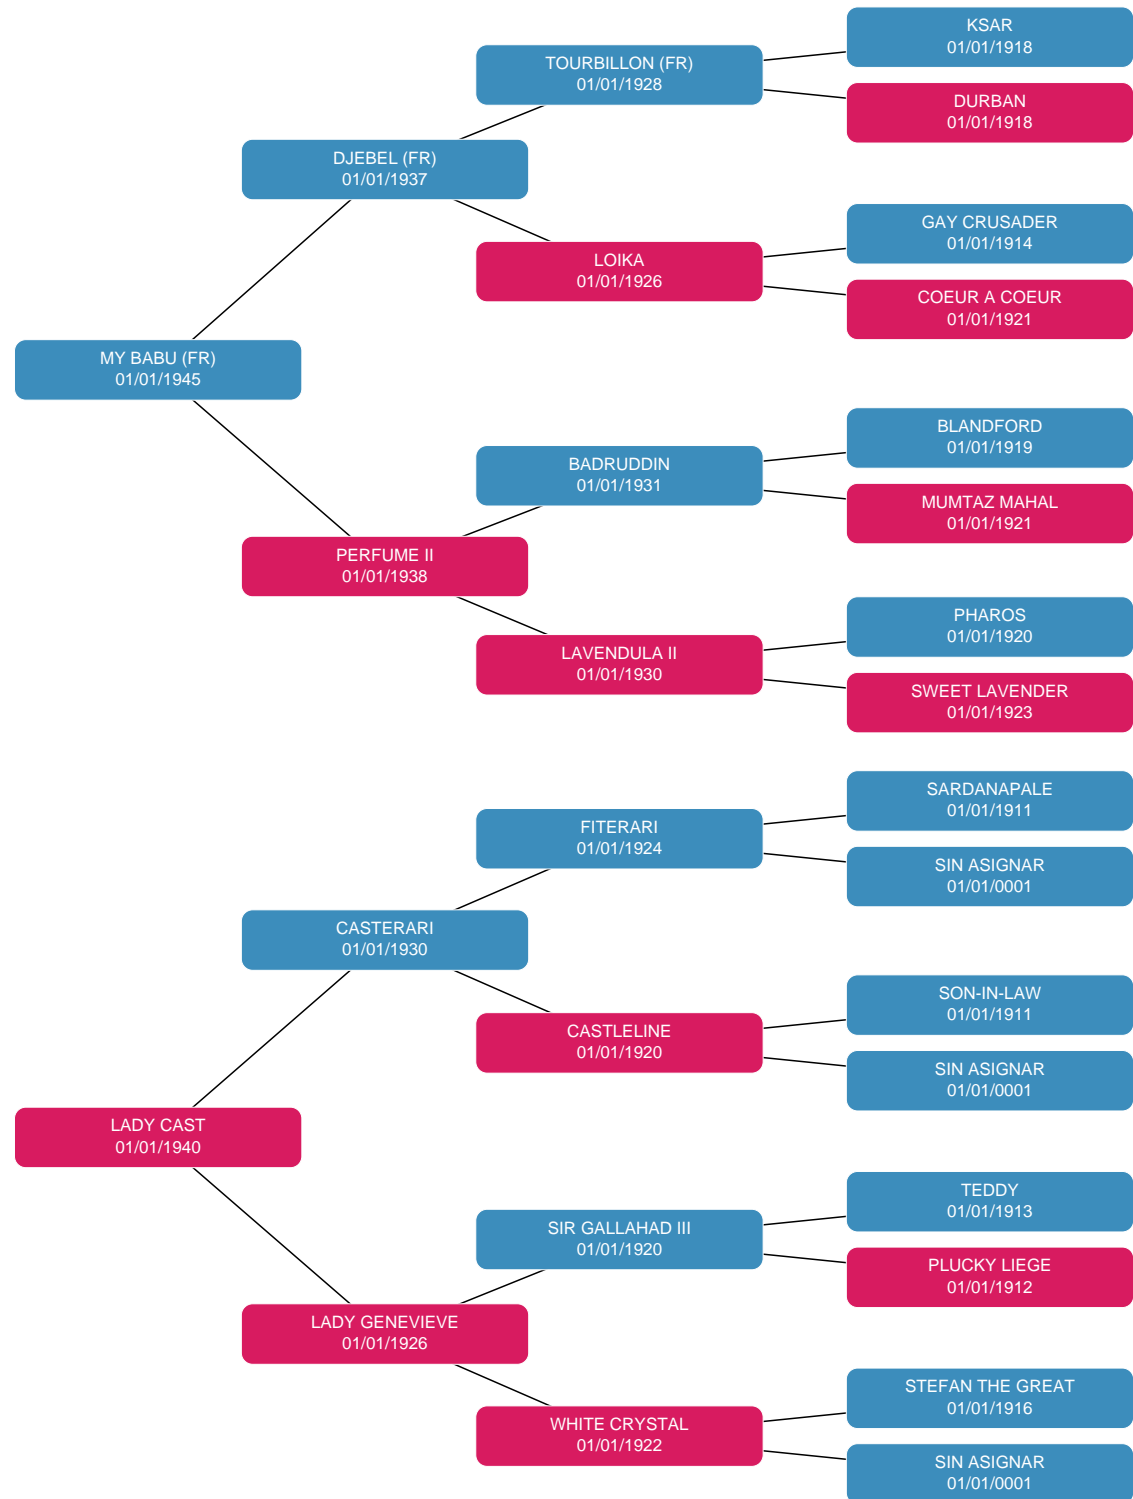 KSAR
01/01/1918
TOURBILLON (FR)
01/01/1928
DURBAN
01/01/1918
DJEBEL (FR)
01/01/1937
GAY CRUSADER
01/01/1914
LOIKA
01/01/1926
COEUR A COEUR
01/01/1921
MY BABU (FR)
01/01/1945
BLANDFORD
01/01/1919
BADRUDDIN
01/01/1931
MUMTAZ MAHAL
01/01/1921
PERFUME II
01/01/1938
PHAROS
01/01/1920
LAVENDULA II
01/01/1930
SWEET LAVENDER
01/01/1923
SARDANAPALE
01/01/1911
FITERARI
01/01/1924
SIN ASIGNAR
01/01/0001
CASTERARI
01/01/1930
SON-IN-LAW
01/01/1911
CASTLELINE
01/01/1920
SIN ASIGNAR
01/01/0001
LADY CAST
01/01/1940
TEDDY
01/01/1913
SIR GALLAHAD III
01/01/1920
PLUCKY LIEGE
01/01/1912
LADY GENEVIEVE
01/01/1926
STEFAN THE GREAT
01/01/1916
WHITE CRYSTAL
01/01/1922
SIN ASIGNAR
01/01/0001